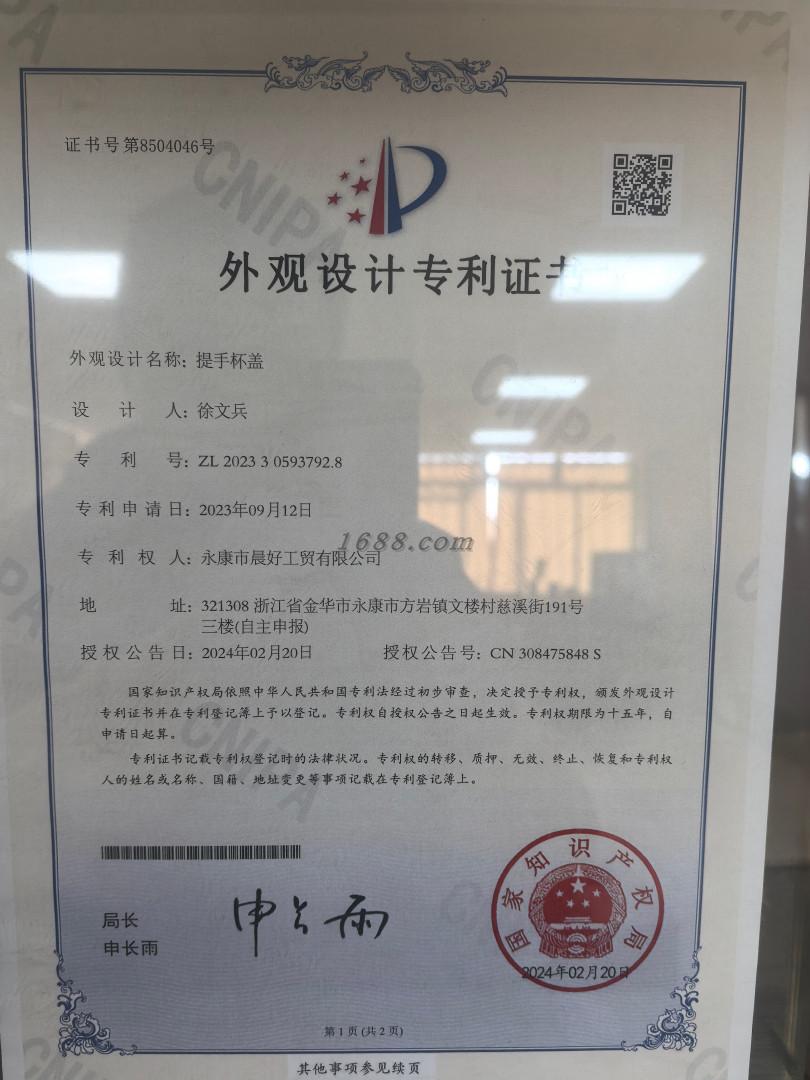 证书号第8504046号
外观设计专利证书
外观设计名称：提手杯盖
设计人：徐文兵
专利号：ZL 2023 3 0593792.8
专利申请日：2023年09月12日
1688.com
专利权人：永康市晨好工贸有限公司
地址：321308 浙江省金华市永康市方岩镇文楼村慈溪街191号
三楼(自主申报)
授权公告日：2024年02月20日 授权公告号：CN 308475848 S
国家知识产权局依照中华人民共和国专利法经过初步审查，决定授予专利权，颁发外观设计
专利证书并在专利登记簿上予以登记。专利权自授权公告之日起生效。专利权期限为十五年，自
申请日起算。
专利证书记载专利权登记时的法律状况。专利权的转移、质押、无效、终止、恢复和专利权
人的姓名或名称、国籍、地址变更等事项记载在专利登记簿上。
局长
申长雨
申长雨
国家知识产权局
2024年02月20日
第1页(共2页)
其他事项参见续页
CNIPA
CNIPA
CNIPA